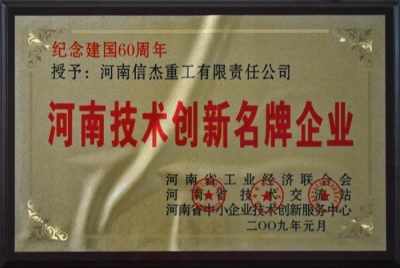 纪念建国60周年
授予：河南信杰重工有限责任公司
河南技术创新名牌企业
河南省工业经济联合会
河南省技术交流站
河南省中小企业技术创新服务中心
二OO九年元月